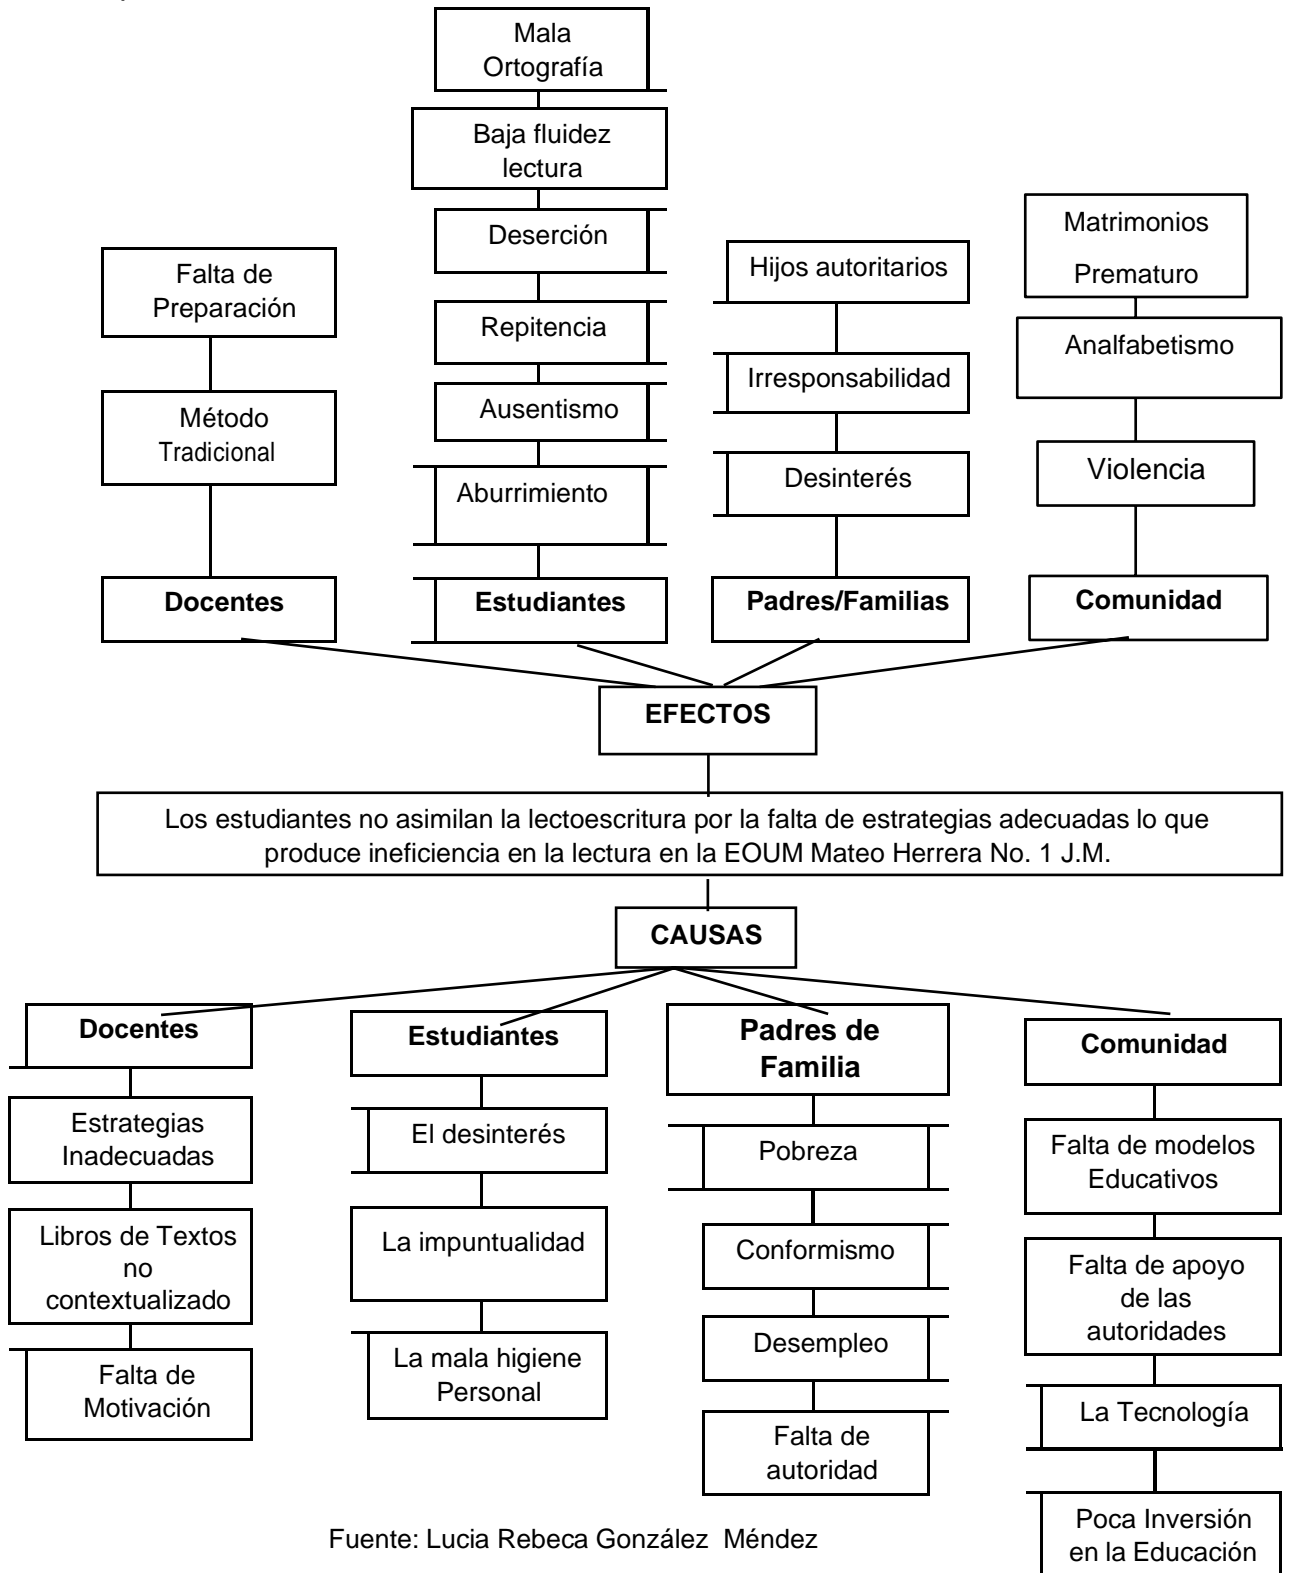 Mala
Ortografía
Baja fluidez
lectura
Deserción
Repitencia
Ausentismo
Aburrimiento
Estudiantes
Falta de
Preparación
Método
Tradicional
Docentes
Hijos autoritarios
Irresponsabilidad
Desinterés
Padres/Familias
Matrimonios
Prematuro
Analfabetismo
Violencia
Comunidad
EFECTOS
Los estudiantes no asimilan la lectoescritura por la falta de estrategias adecuadas lo que
produce ineficiencia en la lectura en la EOUM Mateo Herrera No. 1 J.M.
CAUSAS
Docentes
Estrategias
Inadecuadas
Libros de Textos
no
contextualizado
Falta de
Motivación
Estudiantes
El desinterés
La impuntualidad
La mala higiene
Personal
Padres de
Familia
Pobreza
Conformismo
Desempleo
Falta de
autoridad
Comunidad
Falta de modelos
Educativos
Falta de apoyo
de las
autoridades
La Tecnología
Poca Inversión
en la Educación
Fuente: Lucia Rebeca González Méndez